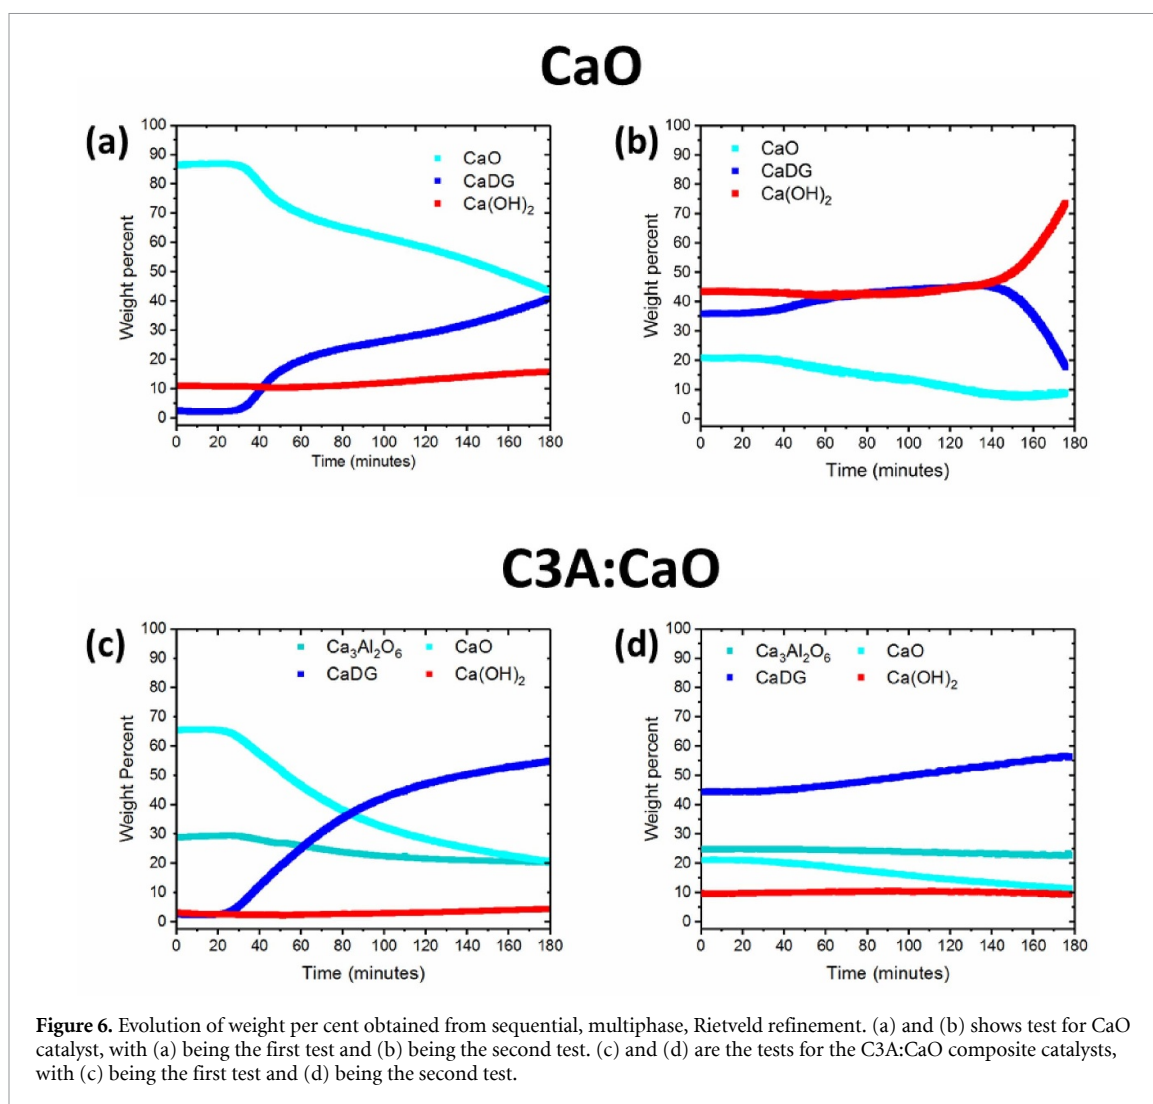 CaO
(a)
100
90
80
70
60
50
40
30
20
10
0
Weight percent
CaO
CaDG
Ca(OH)₂
0 20 40 60 80 100 120 140 160 180
Time (minutes)
(b)
100
90
80
70
60
50
40
30
20
10
0
Weight percent
CaO
CaDG
Ca(OH)₂
0 20 40 60 80 100 120 140 160 180
Time (minutes)
C3A:CaO
(c)
100
90
80
70
60
50
40
30
20
10
0
Weight Percent
Ca₃Al₂O₆ CaO
CaDG Ca(OH)₂
0 20 40 60 80 100 120 140 160 180
Time (minutes)
(d)
100
90
80
70
60
50
40
30
20
10
0
Weight percent
Ca₃Al₂O₆ CaO
CaDG Ca(OH)₂
0 20 40 60 80 100 120 140 160 180
Time (minutes)
Figure 6. Evolution of weight per cent obtained from sequential, multiphase, Rietveld refinement. (a) and (b) shows test for CaO
catalyst, with (a) being the first test and (b) being the second test. (c) and (d) are the tests for the C3A:CaO composite catalysts,
with (c) being the first test and (d) being the second test.